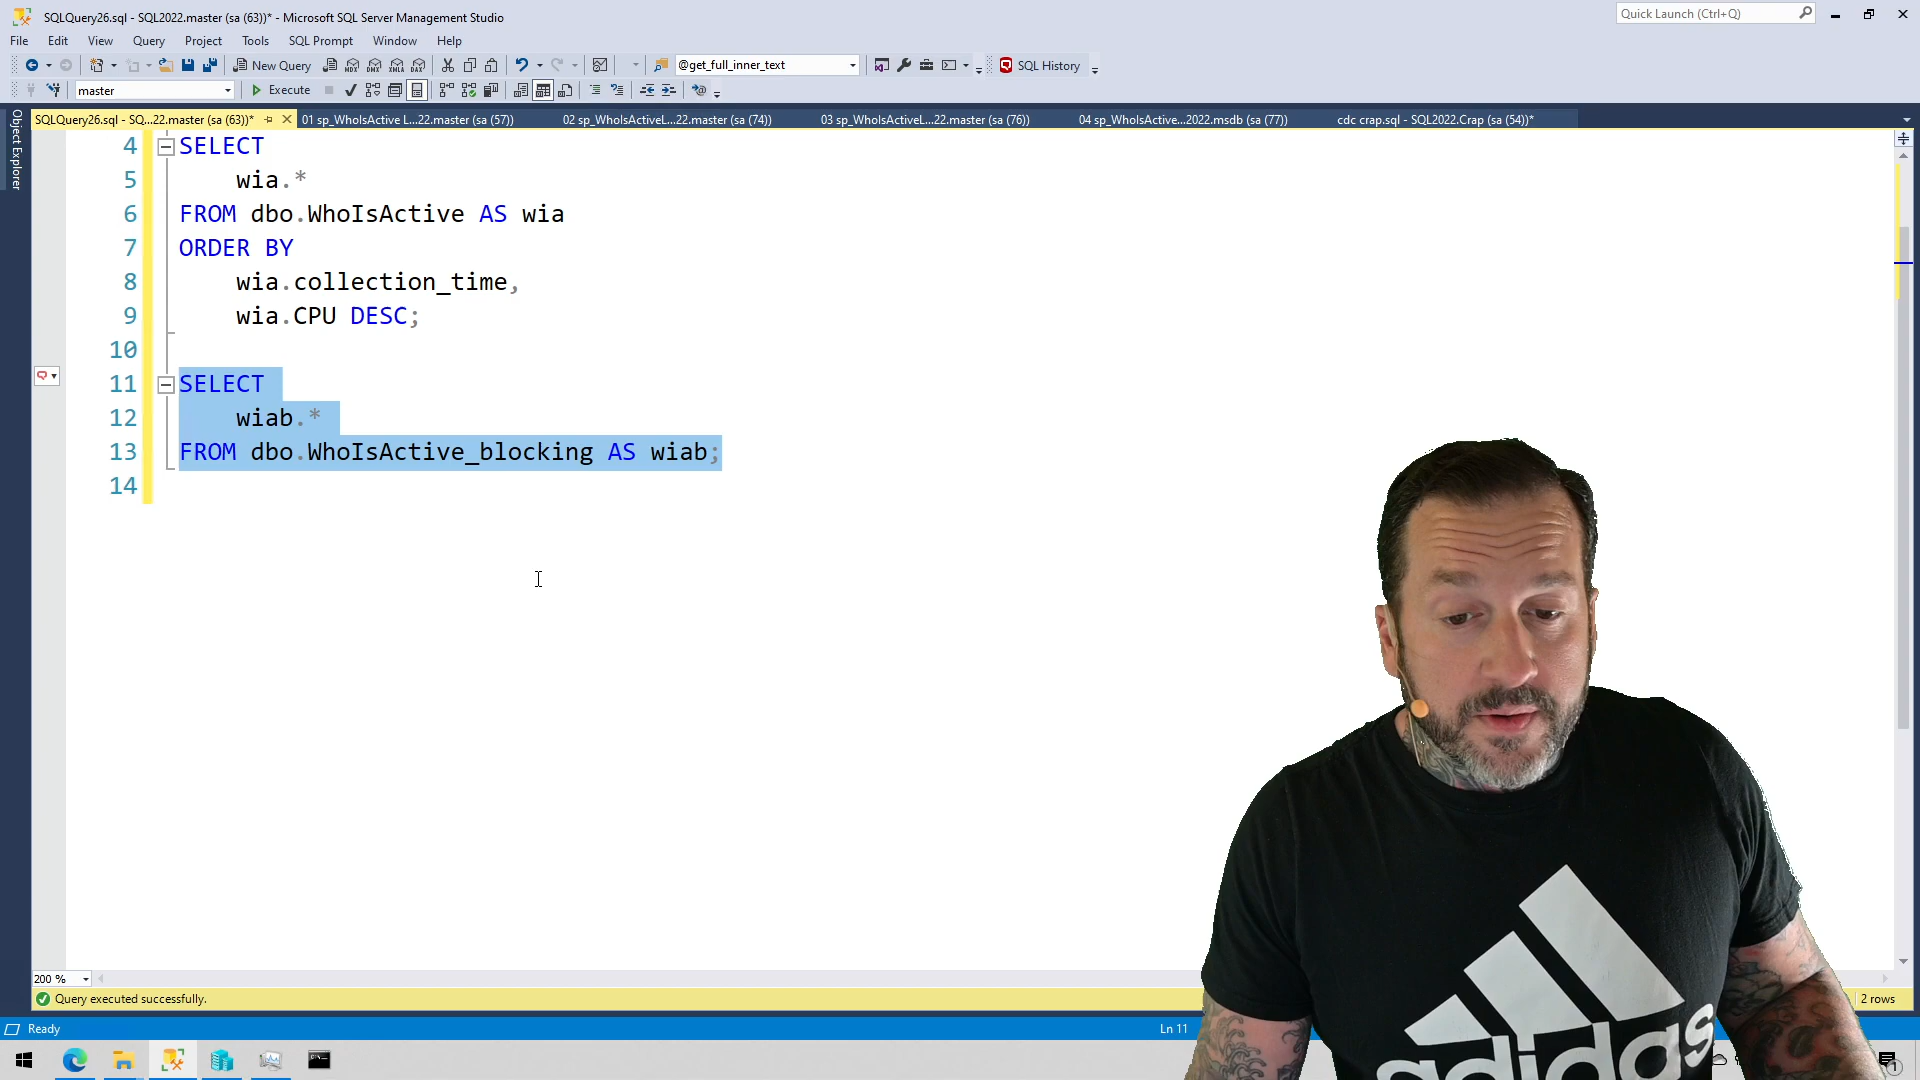 SQLQuery26.sql - SQL2022.master (sa (63))* - Microsoft SQL Server Management Studio
Quick Launch (Ctrl+Q)
File Edit View Query Project Tools SQL Prompt Window Help
New Query MDX DMX XMLA DAX @get_full_inner_text SQL History
master Execute
SQLQuery26.sql - SQ...22.master (sa (63))* 01 sp_WhoIsActive L...22.master (sa (57)) 02 sp_WhoIsActiveL...22.master (sa (74)) 03 sp_WhoIsActiveL...22.master (sa (76)) 04 sp_WhoIsActive...2022.msdb (sa (77)) cdc crap.sql - SQL2022.Crap (sa (54))*
Object Explorer
4 SELECT
5 wia.*
6 FROM dbo.WhoIsActive AS wia
7 ORDER BY
8 wia.collection_time,
9 wia.CPU DESC;
10
11 SELECT
12 wiab.*
13 FROM dbo.WhoIsActive_blocking AS wiab;
14
200 %
Query executed successfully. 2 rows
Ready Ln 11
adidas
1